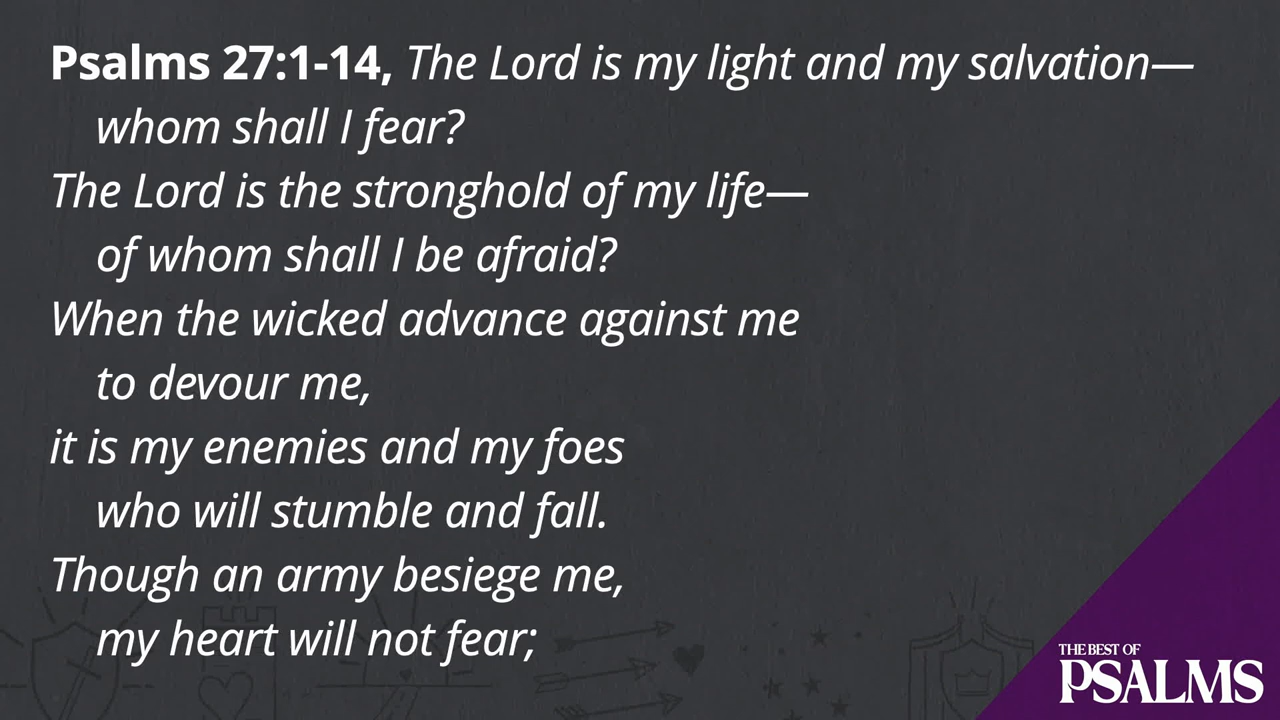 Psalms 27:1-14, The Lord is my light and my salvation—
whom shall I fear?
The Lord is the stronghold of my life—
of whom shall I be afraid?
When the wicked advance against me
to devour me,
it is my enemies and my foes
who will stumble and fall.
Though an army besiege me,
my heart will not fear;
THE BEST OF
PSALMS